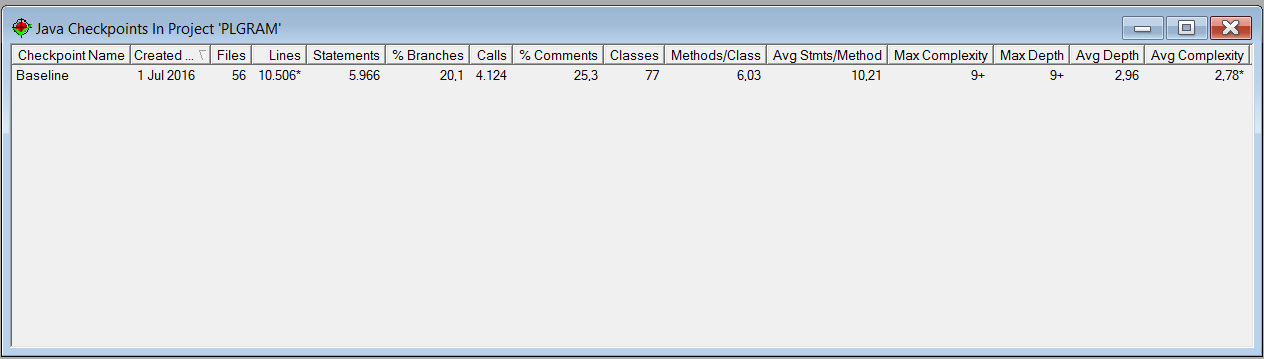 Java Checkpoints In Project 'PLGRAM'
Checkpoint Name Created ... Files Lines Statements % Branches Calls % Comments Classes Methods/Class Avg Stmts/Method Max Complexity Max Depth Avg Depth Avg Complexity
Baseline 1 Jul 2016 56 10.506* 5.966 20,1 4.124 25,3 77 6,03 10,21 9+ 9+ 2,96 2,78*